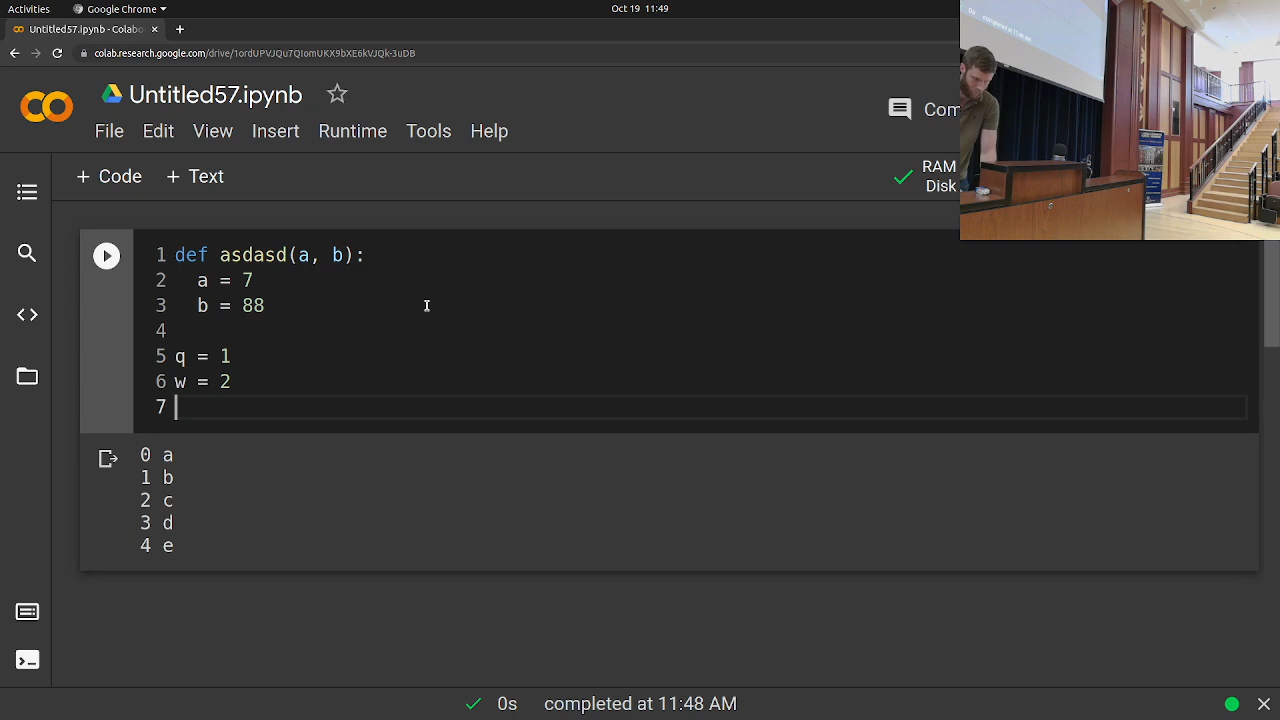 Activities
Google Chrome
Oct 19 11:49
Untitled57.ipynb - Colabo
colab.research.google.com/drive/1ordUPVJQu7QIomUKX9bXE6kVJQk-3uDB
Untitled57.ipynb
Com
File Edit View Insert Runtime Tools Help
+ Code + Text
RAM
Disk
1 def asdasd(a, b):
2 a = 7
3 b = 88
4
5 q = 1
6 w = 2
7
0 a
1 b
2 c
3 d
4 e
0s completed at 11:48 AM